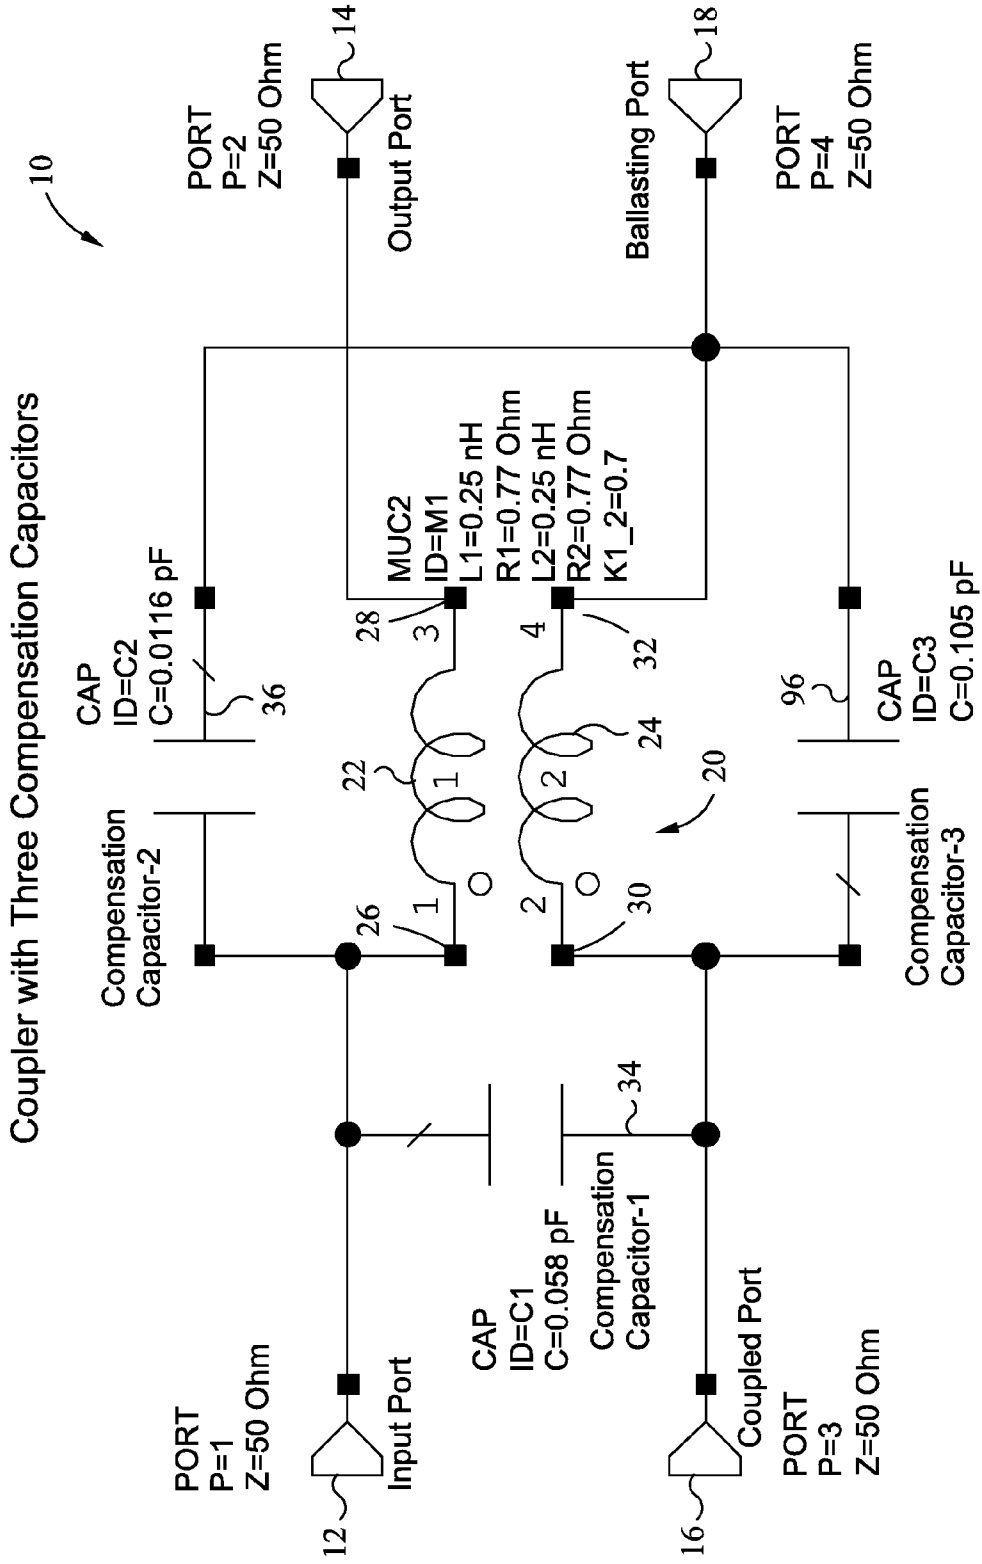 Coupler with Three Compensation Capacitors
10
PORT
P=1
Z=50 Ohm
12
Input Port
Compensation
Capacitor-2
CAP
ID=C2
C=0.0116 pF
36
PORT
P=2
Z=50 Ohm
14
Output Port
CAP
ID=C1
C=0.058 pF
Compensation
Capacitor-1
34
26
1
22
1
3
28
MUC2
ID=M1
L1=0.25 nH
R1=0.77 Ohm
L2=0.25 nH
R2=0.77 Ohm
K1_2=0.7
2
30
2
24
4
32
20
Coupled Port
PORT
P=3
Z=50 Ohm
16
Compensation
Capacitor-3
96
CAP
ID=C3
C=0.105 pF
Ballasting Port
18
PORT
P=4
Z=50 Ohm